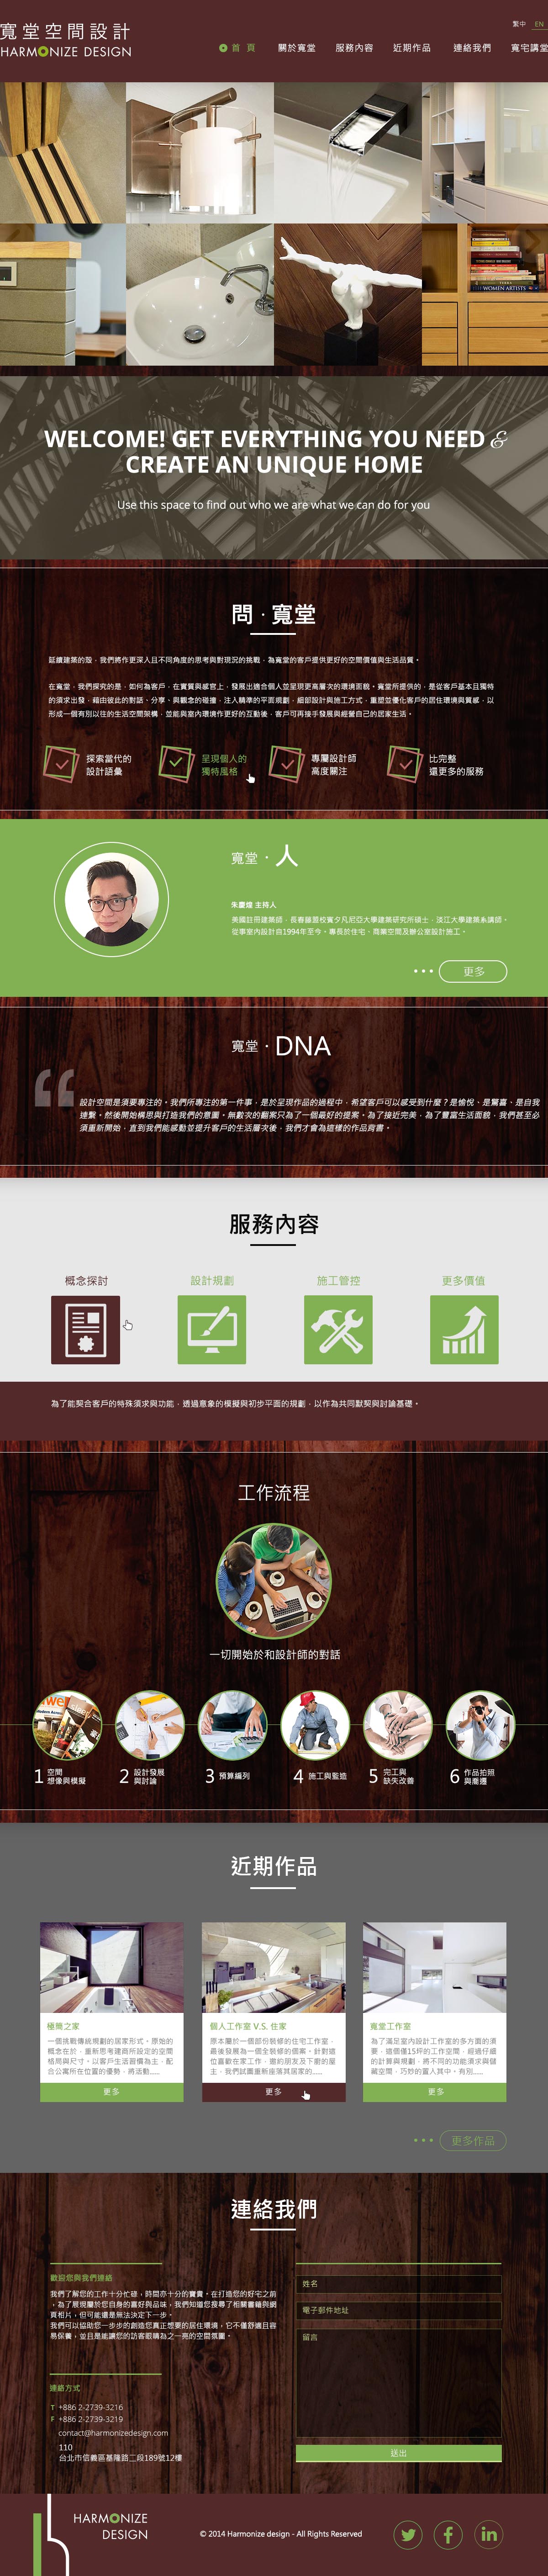 寬堂空間設計
HARMONIZE DESIGN
繁中 EN
首 頁 關於寬堂 服務內容 近期作品 連絡我們 寬宅講堂
WOMEN ARTISTS
WELCOME! GET EVERYTHING YOU NEED &
CREATE AN UNIQUE HOME
Use this space to find out who we are what we can do for you
問．寬堂
延續建築的殼，我們將作更深入且不同角度的思考與對現況的挑戰，為寬堂的客戶提供更好的空間價值與生活品質。
在寬堂，我們探究的是，如何為客戶，在實質與感官上，發展出適合個人並呈現更高層次的環境面貌。寬堂所提供的，是從客戶基本且獨特
的須求出發，藉由彼此的對話、分享、與觀念的碰撞，注入精準的平面規劃，細部設計與施工方式，重塑並優化客戶的居住環境與質感，以
形成一個有別以往的生活空間架構，並能與室內環境作更好的互動後，客戶可再接手發展與經營自己的居家生活。
探索當代的
設計語彙
呈現個人的
獨特風格
專屬設計師
高度關注
比完整
還更多的服務
寬堂．人
朱慶煌 主持人
美國註冊建築師，長春藤盟校賓夕凡尼亞大學建築研究所碩士，淡江大學建築系講師。
從事室內設計自1994年至今。專長於住宅、商業空間及辦公室設計施工。
更多
寬堂．DNA
設計空間是須要專注的。我們所專注的第一件事，是於呈現作品的過程中，希望客戶可以感受到什麼？是愉悅、是驚喜、是自我
連繫。然後開始構思與打造我們的意圖。無數次的翻案只為了一個最好的提案。為了接近完美，為了豐富生活面貌，我們甚至必
須重新開始，直到我們能感動並提升客戶的生活層次後，我們才會為這樣的作品背書。
服務內容
概念探討 設計規劃 施工管控 更多價值
為了能契合客戶的特殊須求與功能，透過意象的模擬與初步平面的規劃，以作為共同默契與討論基礎。
工作流程
一切開始於和設計師的對話
1 空間
想像與模擬
2 設計發展
與討論
3 預算編列
4 施工與監造
5 完工與
缺失改善
6 作品拍照
與喬遷
近期作品
極簡之家
一個挑戰傳統規劃的居家形式。原始的
概念在於，重新思考建商所設定的空間
格局與尺寸。以客戶生活習慣為主，配
合公寓所在位置的優勢，將活動......
更多
個人工作室 V.S. 住家
原本屬於一個部份裝修的住宅工作室，
最後發展為一個全裝修的個案。針對這
位喜歡在家工作，邀約朋友及下廚的屋
主，我們試圖重新座落其居家的......
更多
寬堂工作室
為了滿足室內設計工作室的多方面的須
要，這個僅15坪的工作空間，經過仔細
的計算與規劃，將不同的功能須求與儲
藏空間，巧妙的置入其中。有別......
更多
更多作品
連絡我們
歡迎您與我們連絡
我們了解您的工作十分忙碌，時間亦十分的寶貴。在打造您的好宅之前
，為了展現屬於您自身的喜好與品味，我們知道您搜尋了相關書籍與網
頁相片，但可能還是無法決定下一步。
我們可以協助您一步步的創造您真正想要的居住環境，它不僅舒適且容
易保養，並且是能讓您的訪客眼睛為之一亮的空間氛圍。
連絡方式
T +886 2-2739-3216
F +886 2-2739-3219
contact@harmonizedesign.com
110
台北市信義區基隆路二段189號12樓
姓名
電子郵件地址
留言
送出
HARMONIZE
DESIGN
© 2014 Harmonize design - All Rights Reserved